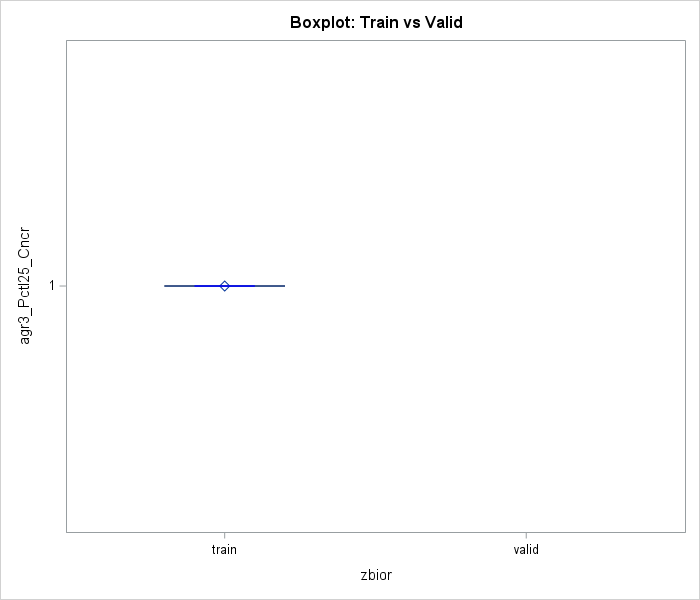 Boxplot: Train vs Valid
agr3_Pctl25_Cncr
1
train
valid
zbior